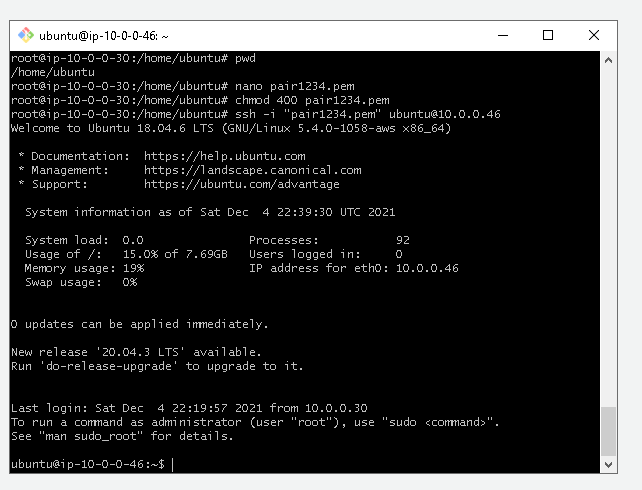 ubuntu@ip-10-0-0-46: ~
root@ip-10-0-0-30:/home/ubuntu# pwd
/home/ubuntu
root@ip-10-0-0-30:/home/ubuntu# nano pair1234.pem
root@ip-10-0-0-30:/home/ubuntu# chmod 400 pair1234.pem
root@ip-10-0-0-30:/home/ubuntu# ssh -i "pair1234.pem" ubuntu@10.0.0.46
Welcome to Ubuntu 18.04.6 LTS (GNU/Linux 5.4.0-1058-aws x86_64)

 * Documentation:  https://help.ubuntu.com
 * Management:     https://landscape.canonical.com
 * Support:        https://ubuntu.com/advantage

  System information as of Sat Dec  4 22:39:30 UTC 2021

  System load:  0.0               Processes:           92
  Usage of /:   15.0% of 7.69GB   Users logged in:     0
  Memory usage: 19%               IP address for eth0: 10.0.0.46
  Swap usage:   0%

0 updates can be applied immediately.

New release '20.04.3 LTS' available.
Run 'do-release-upgrade' to upgrade to it.

Last login: Sat Dec  4 22:19:57 2021 from 10.0.0.30
To run a command as administrator (user "root"), use "sudo <command>".
See "man sudo_root" for details.

ubuntu@ip-10-0-0-46:~$